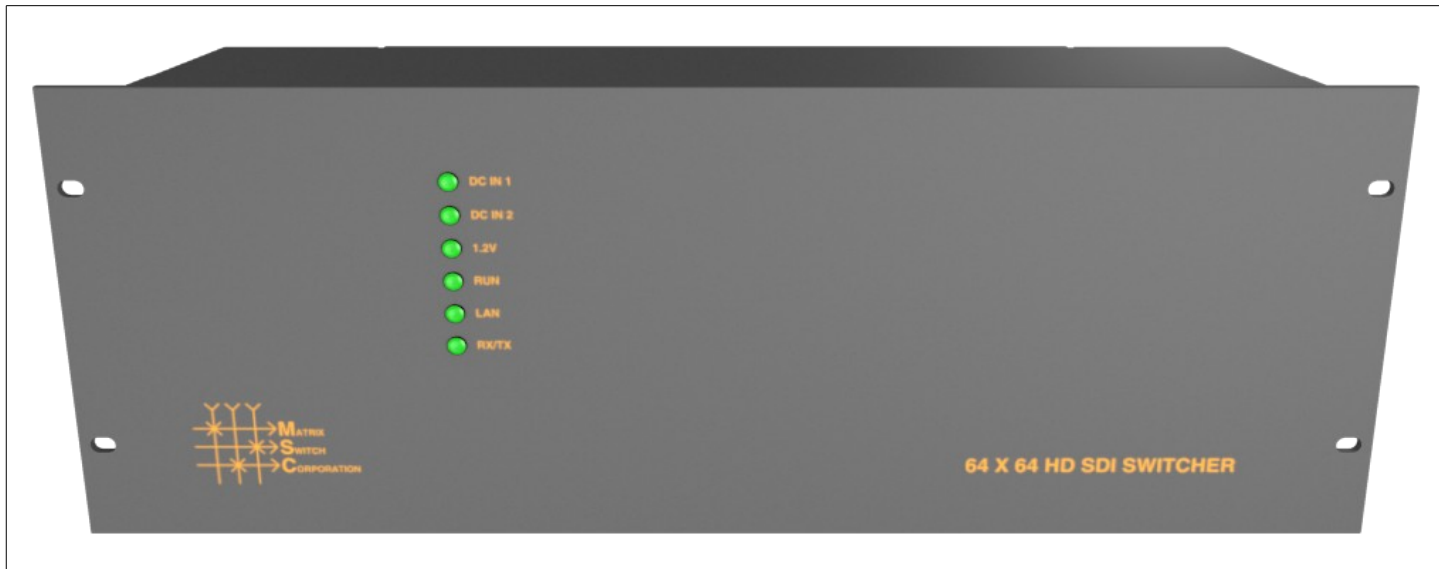 DC IN 1
DC IN 2
1.2V
RUN
LAN
RX/TX
MATRIX
SWITCH
CORPORATION
64 X 64 HD SDI SWITCHER